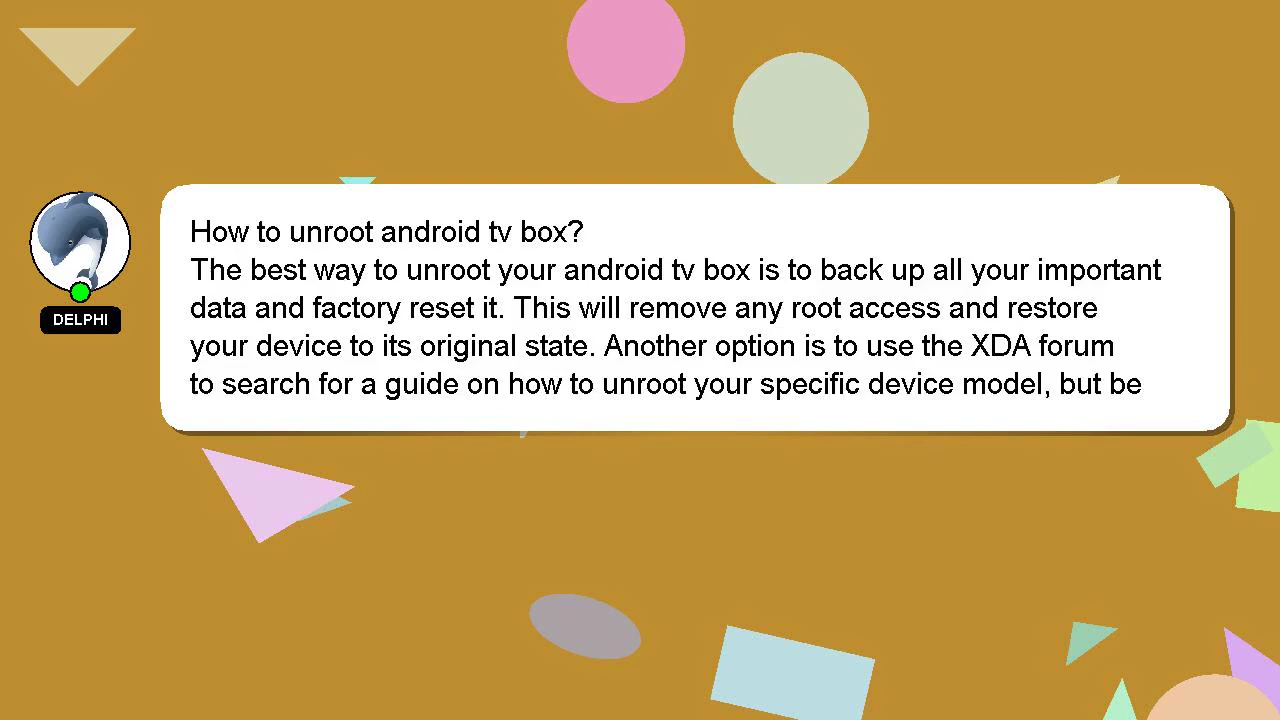 How to unroot android tv box?
The best way to unroot your android tv box is to back up all your important
data and factory reset it. This will remove any root access and restore
your device to its original state. Another option is to use the XDA forum
to search for a guide on how to unroot your specific device model, but be
DELPHI